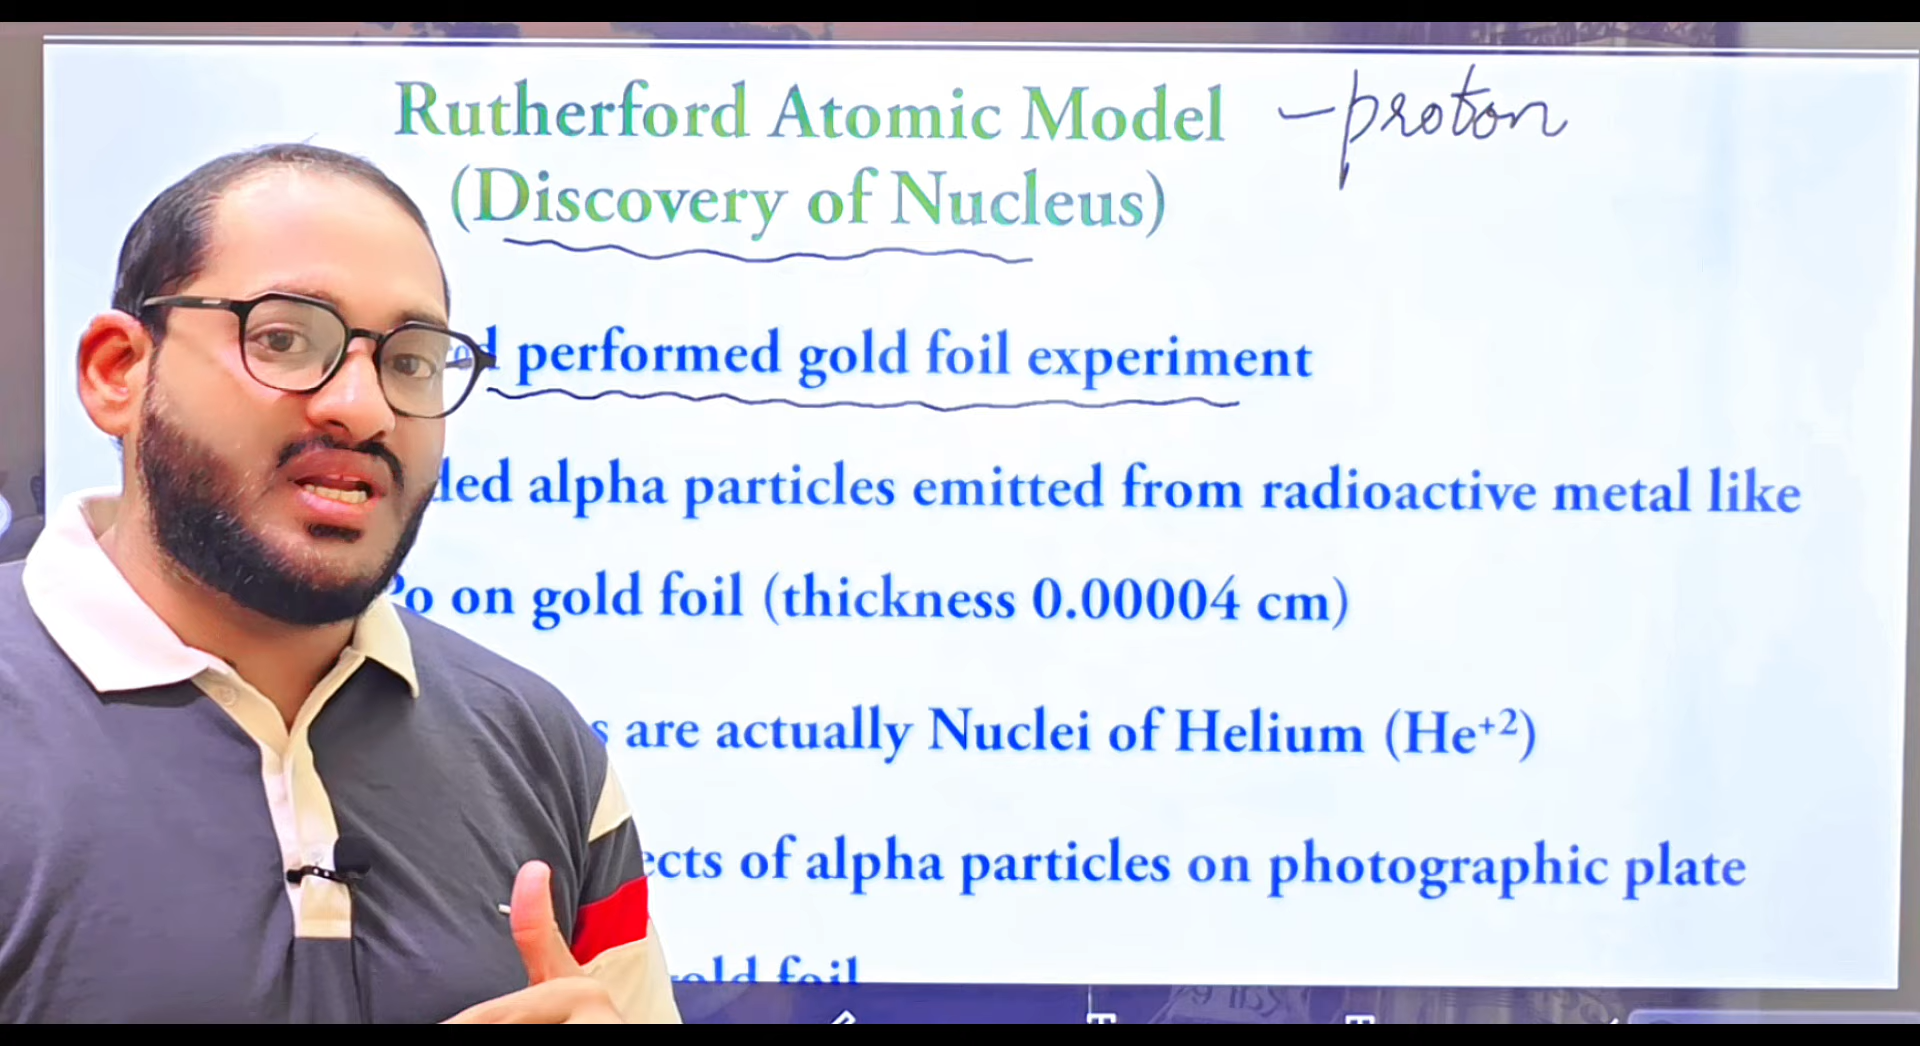 Rutherford Atomic Model -proton
(Discovery of Nucleus)
performed gold foil experiment
alpha particles emitted from radioactive metal like
on gold foil (thickness 0.00004 cm)
are actually Nuclei of Helium (He⁺²)
of alpha particles on photographic plate
foil